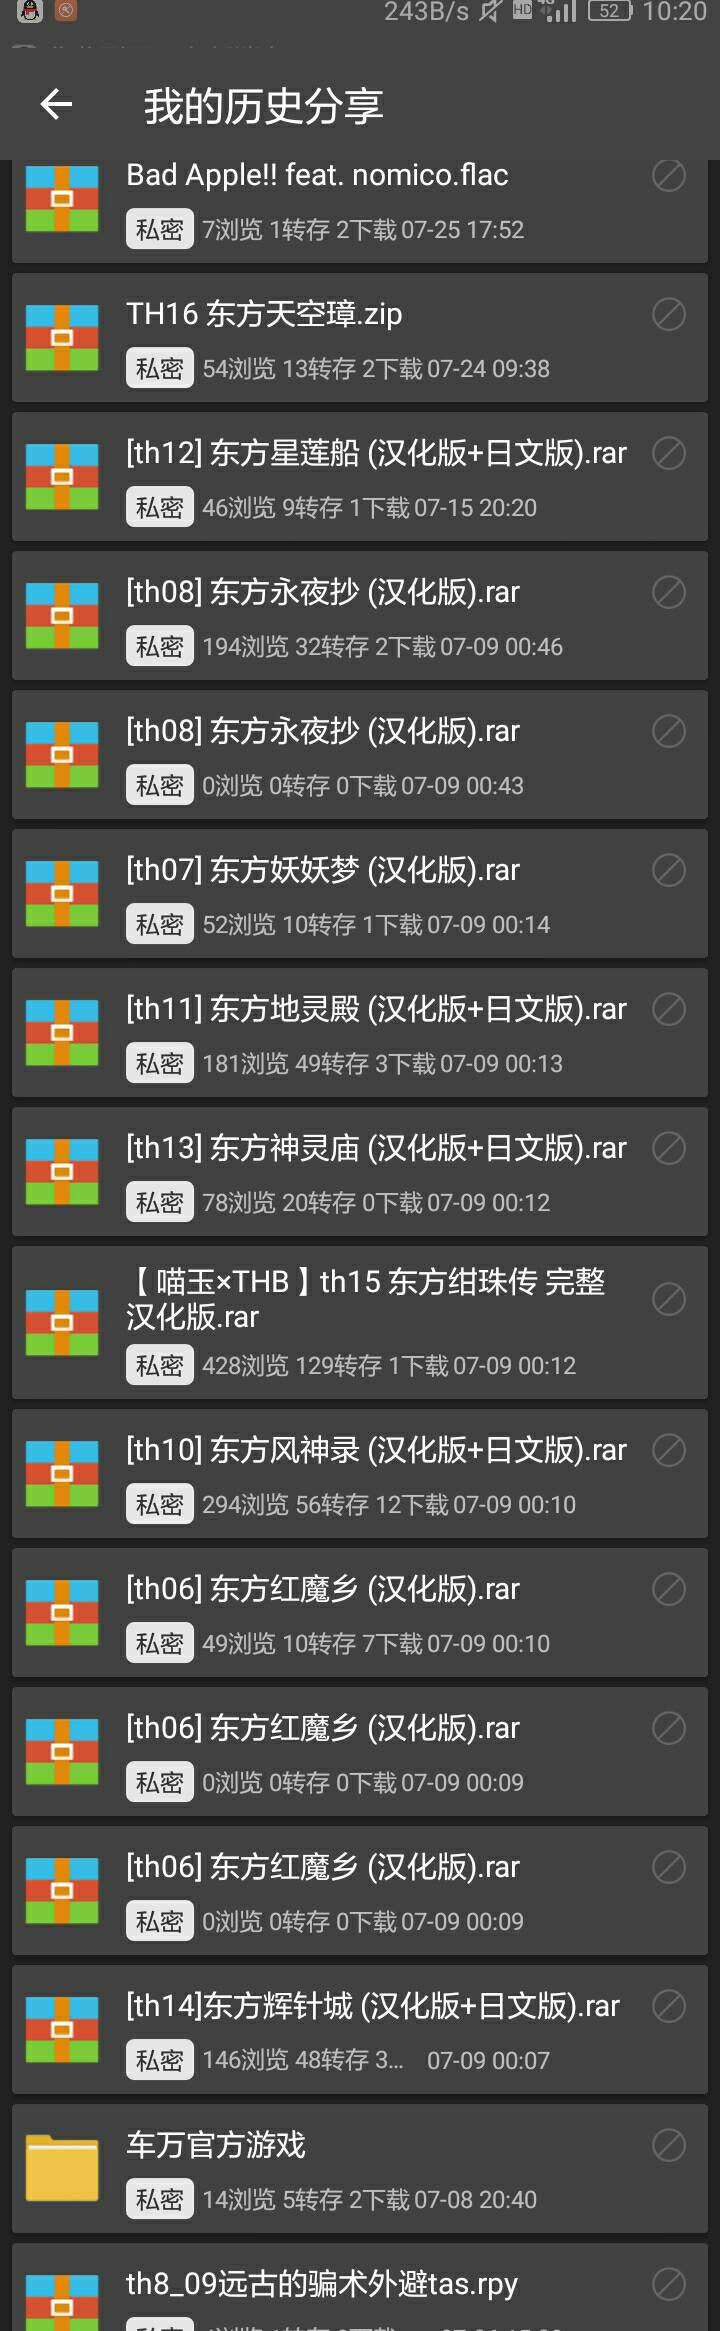 243B/s HD 52 10:20
我的历史分享
Bad Apple!! feat. nomico.flac
私密 7浏览 1转存 2下载 07-25 17:52
TH16 东方天空璋.zip
私密 54浏览 13转存 2下载 07-24 09:38
[th12] 东方星莲船 (汉化版+日文版).rar
私密 46浏览 9转存 1下载 07-15 20:20
[th08] 东方永夜抄 (汉化版).rar
私密 194浏览 32转存 2下载 07-09 00:46
[th08] 东方永夜抄 (汉化版).rar
私密 0浏览 0转存 0下载 07-09 00:43
[th07] 东方妖妖梦 (汉化版).rar
私密 52浏览 10转存 1下载 07-09 00:14
[th11] 东方地灵殿 (汉化版+日文版).rar
私密 181浏览 49转存 3下载 07-09 00:13
[th13] 东方神灵庙 (汉化版+日文版).rar
私密 78浏览 20转存 0下载 07-09 00:12
【 喵玉×THB 】th15 东方绀珠传 完整
汉化版.rar
私密 428浏览 129转存 1下载 07-09 00:12
[th10] 东方风神录 (汉化版+日文版).rar
私密 294浏览 56转存 12下载 07-09 00:10
[th06] 东方红魔乡 (汉化版).rar
私密 49浏览 10转存 7下载 07-09 00:10
[th06] 东方红魔乡 (汉化版).rar
私密 0浏览 0转存 0下载 07-09 00:09
[th06] 东方红魔乡 (汉化版).rar
私密 0浏览 0转存 0下载 07-09 00:09
[th14]东方辉针城 (汉化版+日文版).rar
私密 146浏览 48转存 3... 07-09 00:07
车万官方游戏
私密 14浏览 5转存 2下载 07-08 20:40
th8_09远古的骗术外避tas.rpy